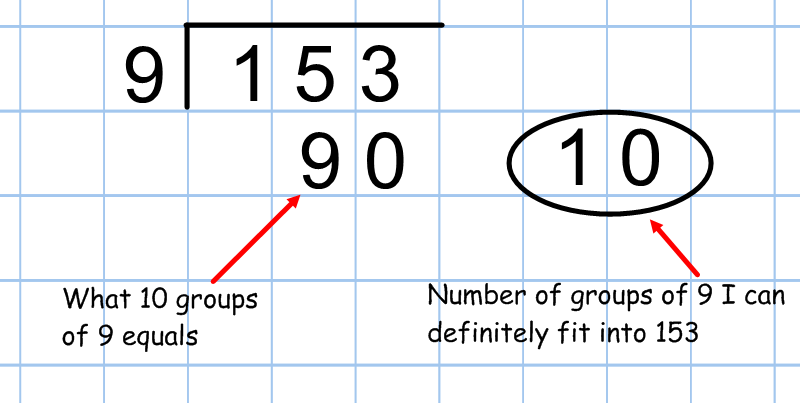 9 153
90 10
What 10 groups
of 9 equals
Number of groups of 9 I can
definitely fit into 153